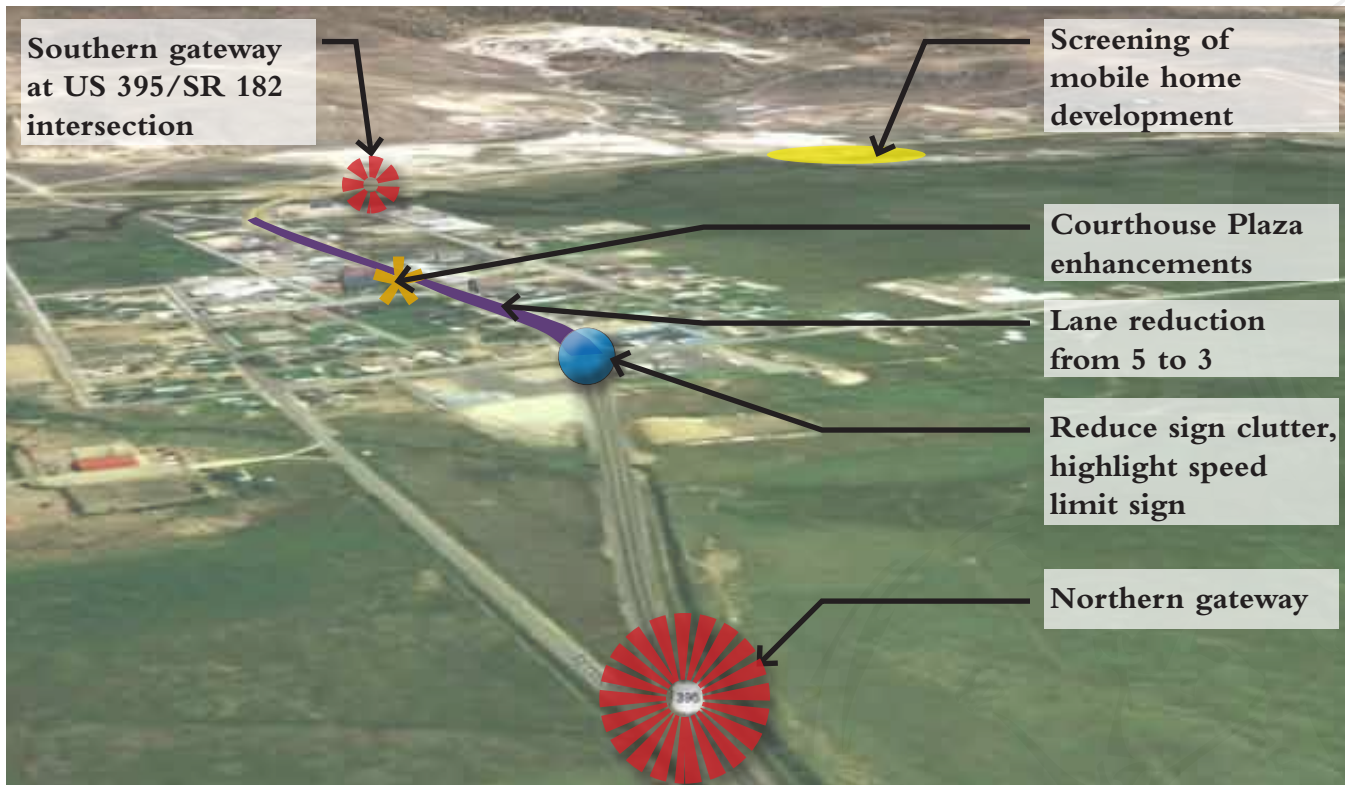 Southern gateway
at US 395/SR 182
intersection
Screening of
mobile home
development
Courthouse Plaza
enhancements
Lane reduction
from 5 to 3
Reduce sign clutter,
highlight speed
limit sign
Northern gateway
395